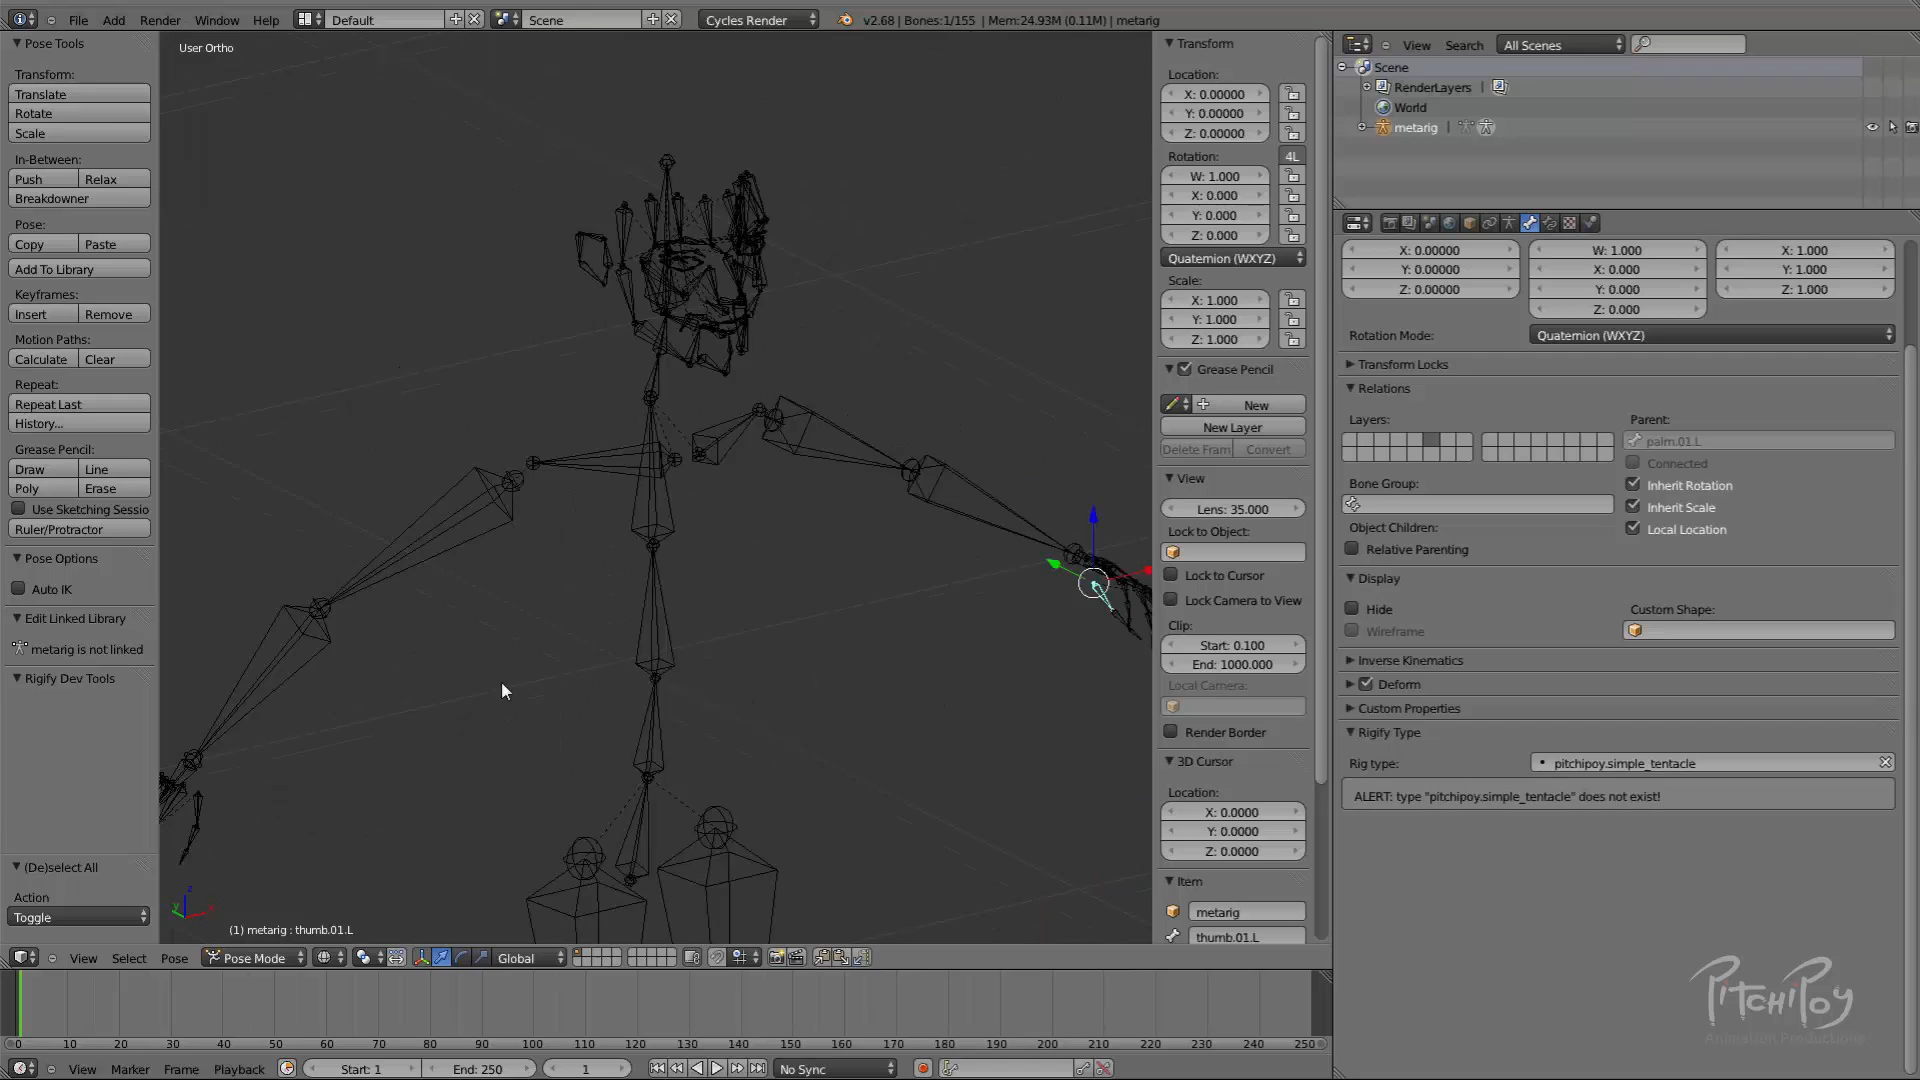 File Add Render Window Help Default Scene Cycles Render v2.68 | Bones:1/155 | Mem:24.93M (0.11M) | metarig
Pose Tools
Transform:
Translate
Rotate
Scale
In-Between:
Push Relax
Breakdowner
Pose:
Copy Paste
Add To Library
Keyframes:
Insert Remove
Motion Paths:
Calculate Clear
Repeat:
Repeat Last
History...
Grease Pencil:
Draw Line
Poly Erase
Use Sketching Sessio
Ruler/Protractor
Pose Options
Auto IK
Edit Linked Library
metarig is not linked
Rigify Dev Tools
(De)select All
Action
Toggle
User Ortho
z
y
x
(1) metarig : thumb.01.L
Transform
Location:
X: 0.00000
Y: 0.00000
Z: 0.00000
Rotation: 4L
W: 1.000
X: 0.000
Y: 0.000
Z: 0.000
Quaternion (WXYZ)
Scale:
X: 1.000
Y: 1.000
Z: 1.000
Grease Pencil
New
New Layer
Delete Fram Convert
View
Lens: 35.000
Lock to Object:
Lock to Cursor
Lock Camera to View
Clip:
Start: 0.100
End: 1000.000
Local Camera:
Render Border
3D Cursor
Location:
X: 0.0000
Y: 0.0000
Z: 0.0000
Item
metarig
thumb.01.L
View Search All Scenes
Scene
RenderLayers |
World
metarig |
X: 0.00000 W: 1.000 X: 1.000
Y: 0.00000 X: 0.000 Y: 1.000
Z: 0.00000 Y: 0.000 Z: 1.000
Z: 0.000
Rotation Mode: Quaternion (WXYZ)
Transform Locks
Relations
Layers: Parent:
palm.01.L
Connected
Bone Group: Inherit Rotation
Inherit Scale
Object Children: Local Location
Relative Parenting
Display
Hide Custom Shape:
Wireframe
Inverse Kinematics
Deform
Custom Properties
Rigify Type
Rig type: • pitchipoy.simple_tentacle
ALERT: type "pitchipoy.simple_tentacle" does not exist!
View Select Pose Pose Mode Global
0 10 20 30 40 50 60 70 80 90 100 110 120 130 140 150 160 170 180 190 200 210 220 230 240 250
View Marker Frame Playback Start: 1 End: 250 1 No Sync
PitchiPoy
Animation Productions